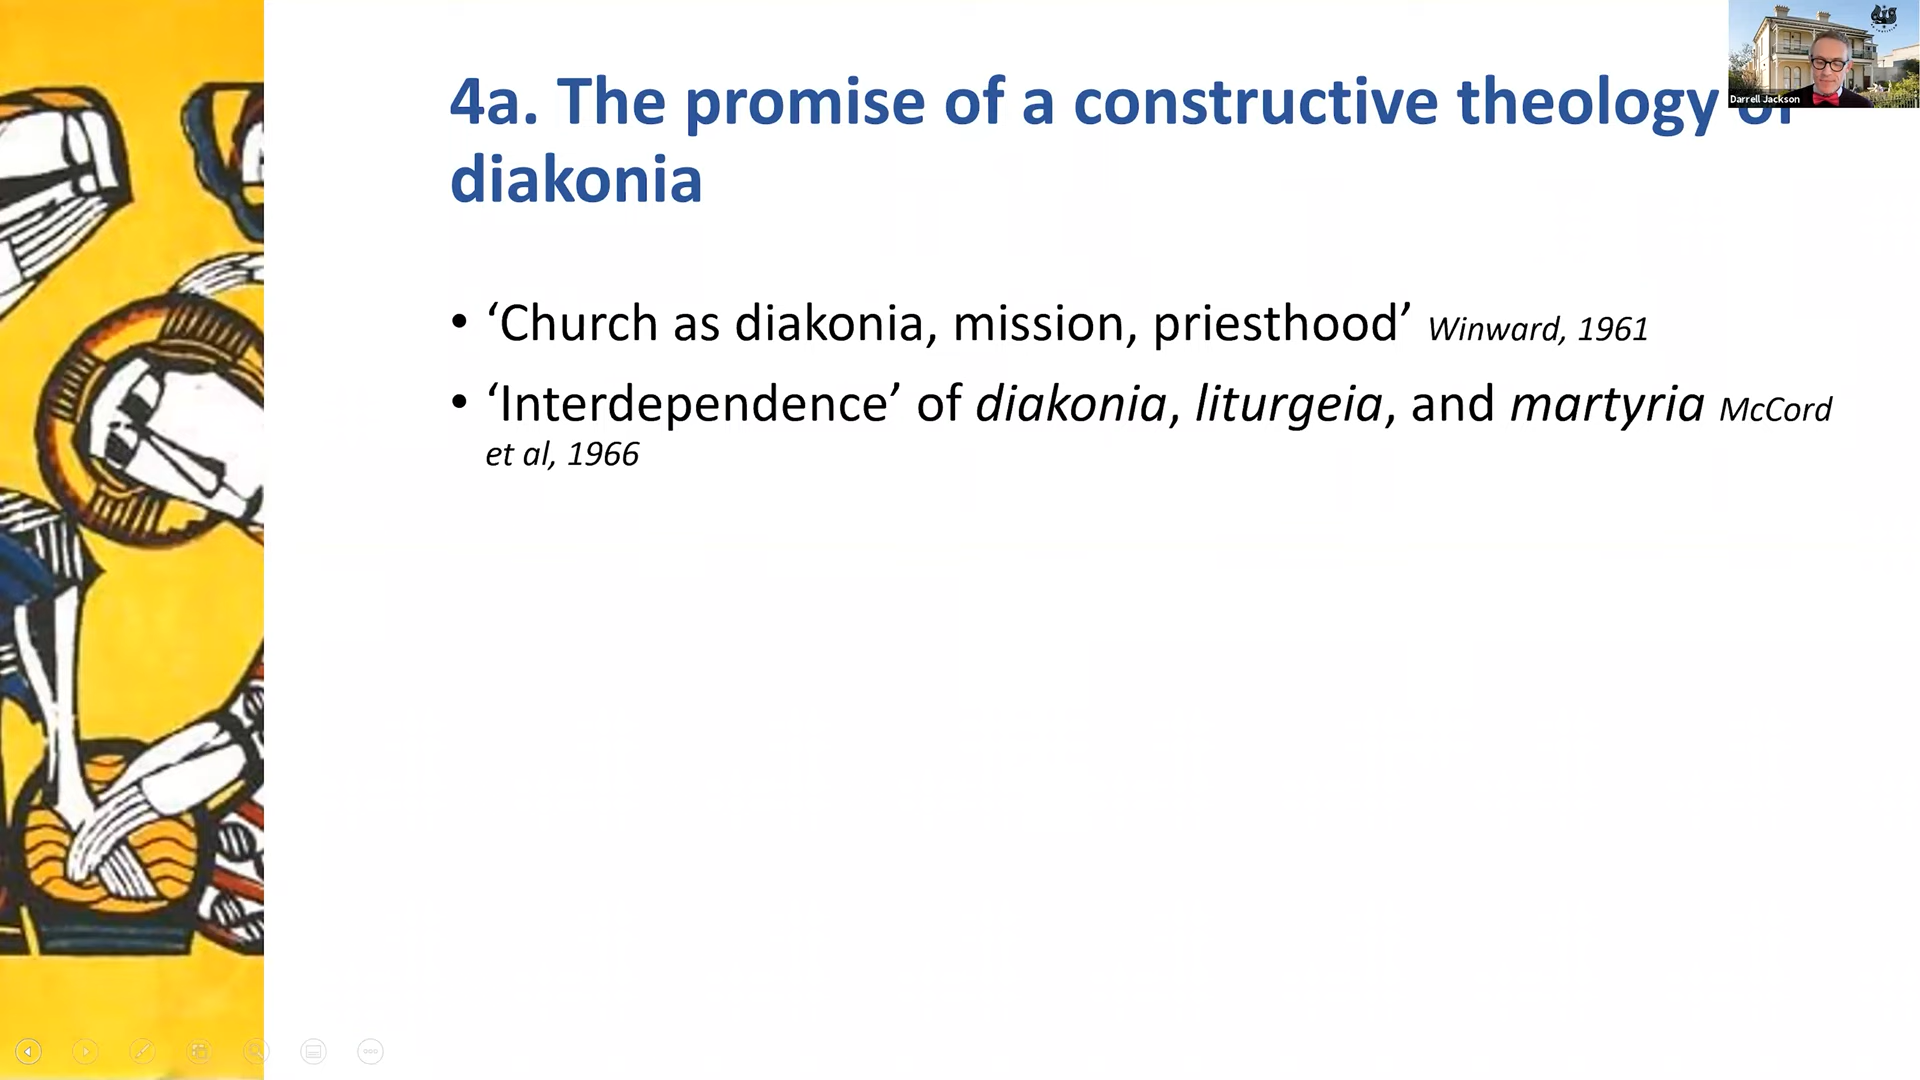 4a. The promise of a constructive theology of
diakonia
• ‘Church as diakonia, mission, priesthood’ Winward, 1961
• ‘Interdependence’ of diakonia, liturgeia, and martyria McCord
et al, 1966
Darrell Jackson